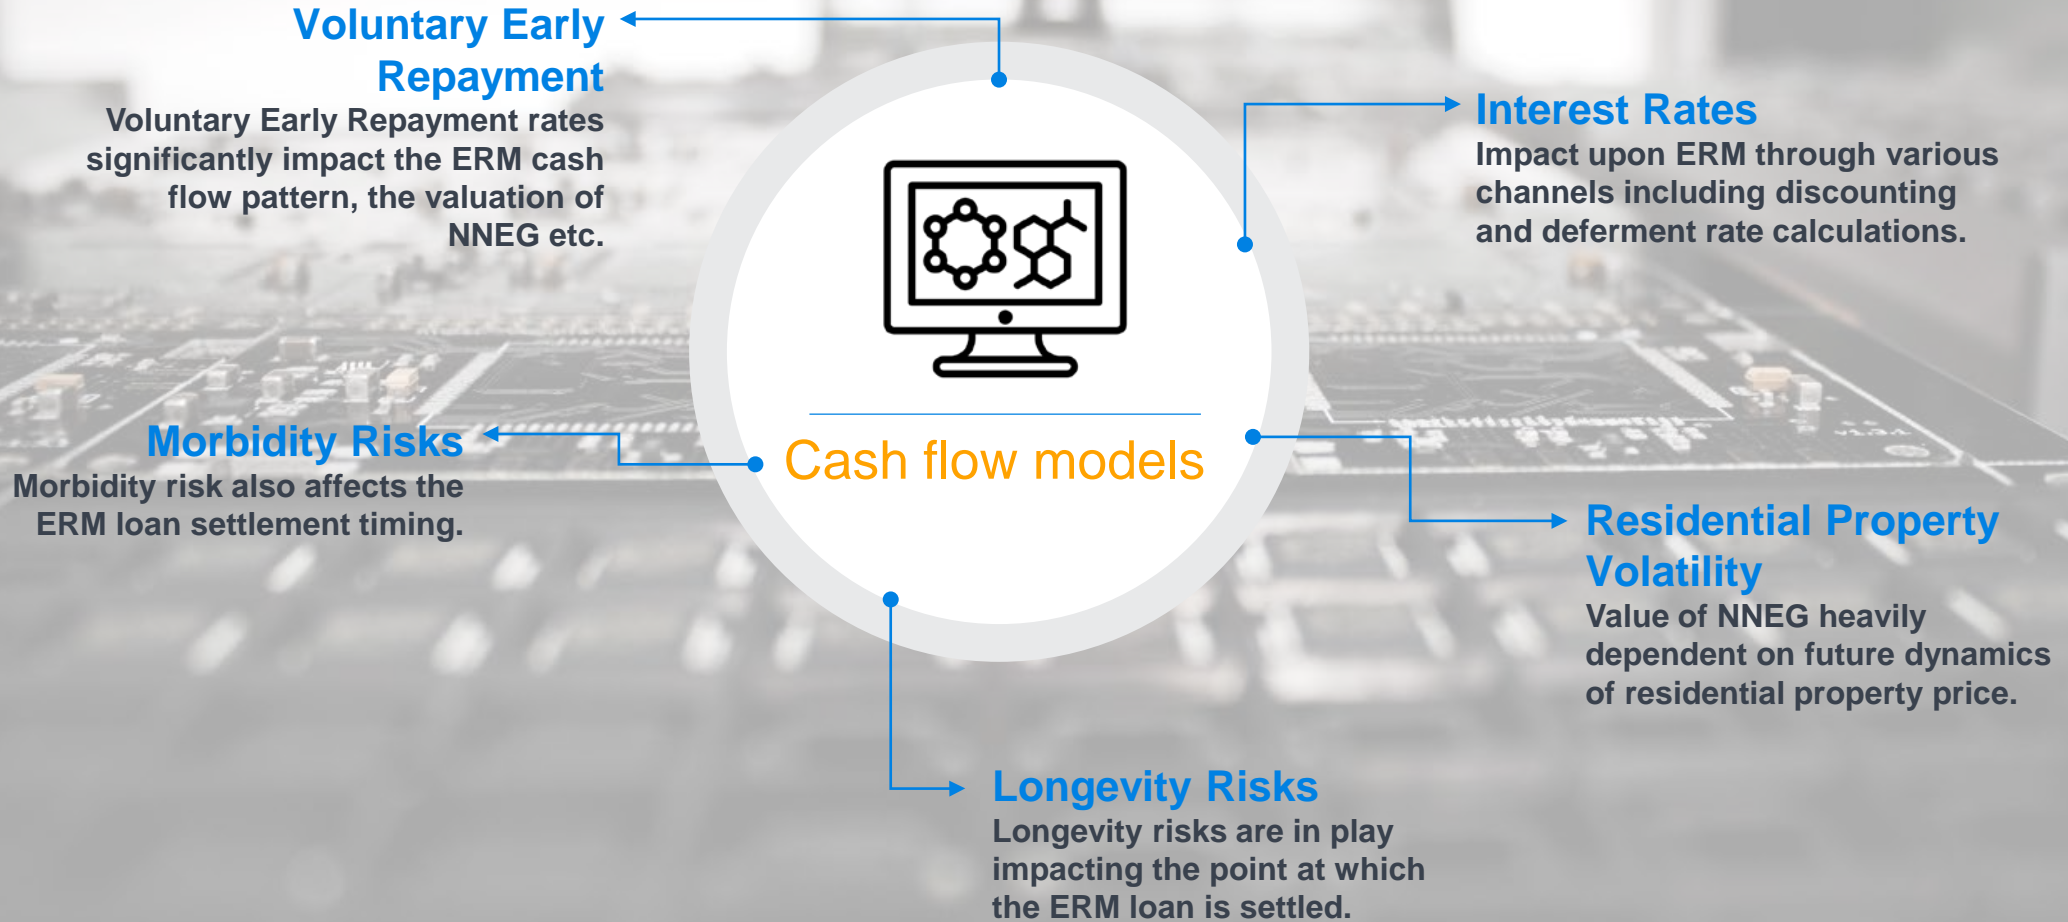 Voluntary Early
Repayment
Voluntary Early Repayment rates
significantly impact the ERM cash
flow pattern, the valuation of
NNEG etc.
Interest Rates
Impact upon ERM through various
channels including discounting
and deferment rate calculations.
Morbidity Risks
Morbidity risk also affects the
ERM loan settlement timing.
Cash flow models
Residential Property
Volatility
Value of NNEG heavily
dependent on future dynamics
of residential property price.
Longevity Risks
Longevity risks are in play
impacting the point at which
the ERM loan is settled.